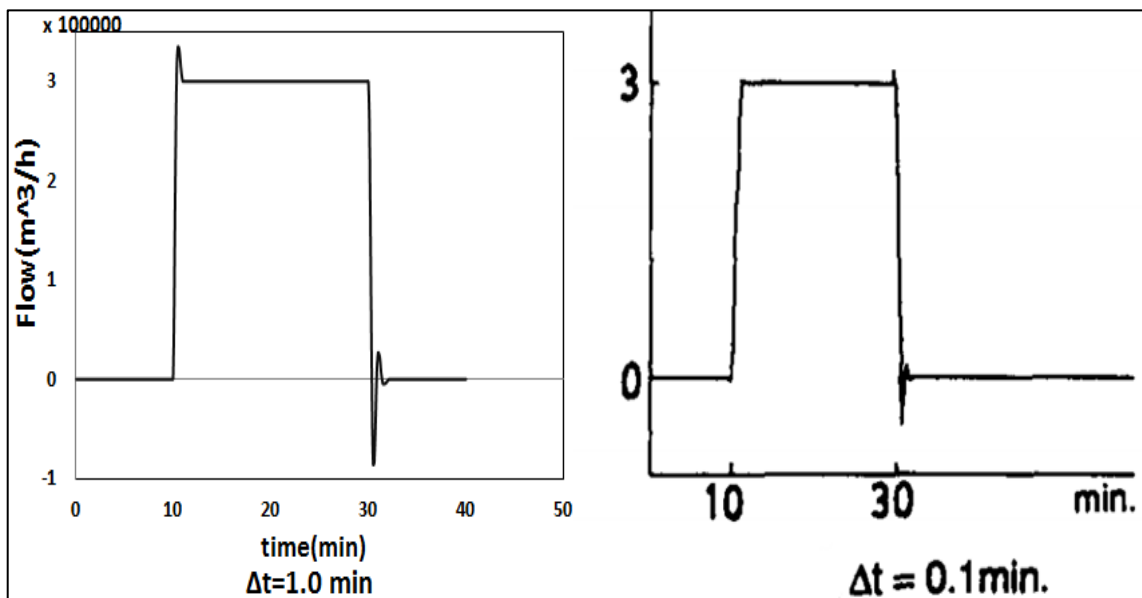 x 100000
3
2
1
0
-1
Flow(m^3/h)
0 10 20 30 40 50
time(min)
Δt=1.0 min
3
0
10 30 min.
Δt = 0.1min.